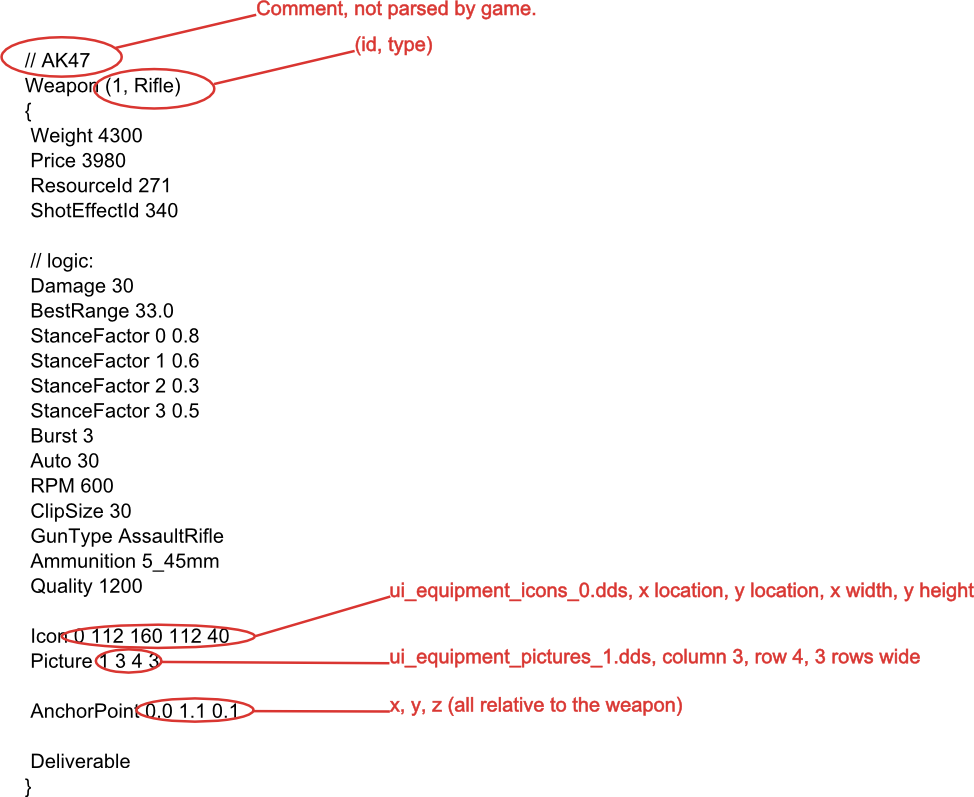 Comment, not parsed by game.
(id, type)
// AK47
Weapon (1, Rifle)
{
Weight 4300
Price 3980
ResourceId 271
ShotEffectId 340
// logic:
Damage 30
BestRange 33.0
StanceFactor 0 0.8
StanceFactor 1 0.6
StanceFactor 2 0.3
StanceFactor 3 0.5
Burst 3
Auto 30
RPM 600
ClipSize 30
GunType AssaultRifle
Ammunition 5_45mm
Quality 1200
ui_equipment_icons_0.dds, x location, y location, x width, y height
Icon 0 112 160 112 40
Picture 1 3 4 3
ui_equipment_pictures_1.dds, column 3, row 4, 3 rows wide
AnchorPoint 0.0 1.1 0.1
x, y, z (all relative to the weapon)
Deliverable
}